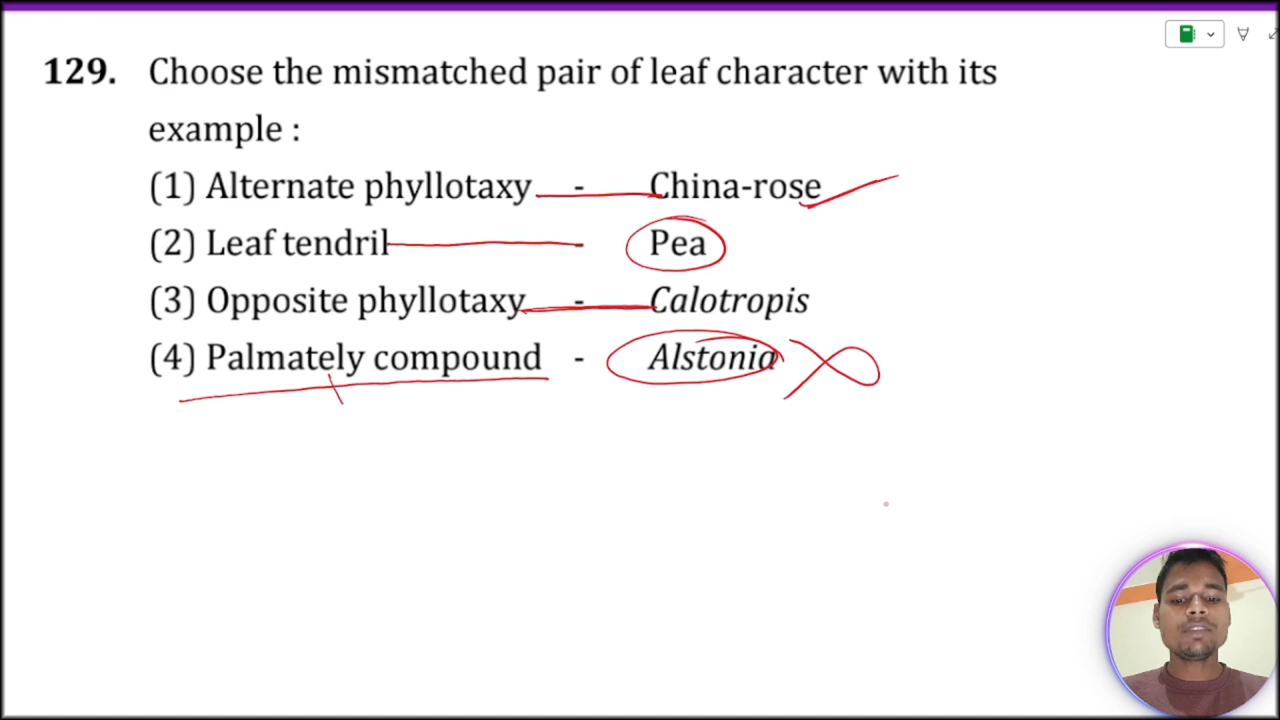 129. Choose the mismatched pair of leaf character with its
example :
(1) Alternate phyllotaxy - China-rose
(2) Leaf tendril - Pea
(3) Opposite phyllotaxy - Calotropis
(4) Palmately compound - Alstonia